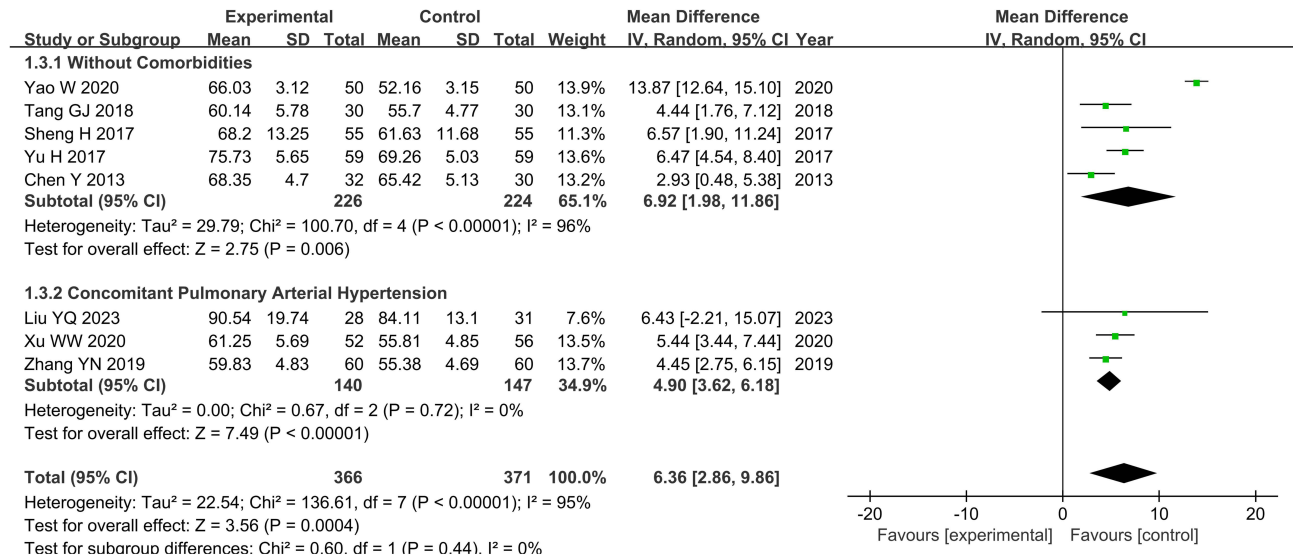 Experimental Control Mean Difference Mean Difference
Study or Subgroup Mean SD Total Mean SD Total Weight IV, Random, 95% CI Year IV, Random, 95% CI
1.3.1 Without Comorbidities
Yao W 2020 66.03 3.12 50 52.16 3.15 50 13.9% 13.87 [12.64, 15.10] 2020
Tang GJ 2018 60.14 5.78 30 55.7 4.77 30 13.1% 4.44 [1.76, 7.12] 2018
Sheng H 2017 68.2 13.25 55 61.63 11.68 55 11.3% 6.57 [1.90, 11.24] 2017
Yu H 2017 75.73 5.65 59 69.26 5.03 59 13.6% 6.47 [4.54, 8.40] 2017
Chen Y 2013 68.35 4.7 32 65.42 5.13 30 13.2% 2.93 [0.48, 5.38] 2013
Subtotal (95% CI) 226 224 65.1% 6.92 [1.98, 11.86]
Heterogeneity: Tau² = 29.79; Chi² = 100.70, df = 4 (P < 0.00001); I² = 96%
Test for overall effect: Z = 2.75 (P = 0.006)
1.3.2 Concomitant Pulmonary Arterial Hypertension
Liu YQ 2023 90.54 19.74 28 84.11 13.1 31 7.6% 6.43 [-2.21, 15.07] 2023
Xu WW 2020 61.25 5.69 52 55.81 4.85 56 13.5% 5.44 [3.44, 7.44] 2020
Zhang YN 2019 59.83 4.83 60 55.38 4.69 60 13.7% 4.45 [2.75, 6.15] 2019
Subtotal (95% CI) 140 147 34.9% 4.90 [3.62, 6.18]
Heterogeneity: Tau² = 0.00; Chi² = 0.67, df = 2 (P = 0.72); I² = 0%
Test for overall effect: Z = 7.49 (P < 0.00001)
Total (95% CI) 366 371 100.0% 6.36 [2.86, 9.86]
Heterogeneity: Tau² = 22.54; Chi² = 136.61, df = 7 (P < 0.00001); I² = 95%
Test for overall effect: Z = 3.56 (P = 0.0004)
Test for subgroup differences: Chi² = 0.60, df = 1 (P = 0.44), I² = 0%
-20 -10 0 10 20
Favours [experimental] Favours [control]